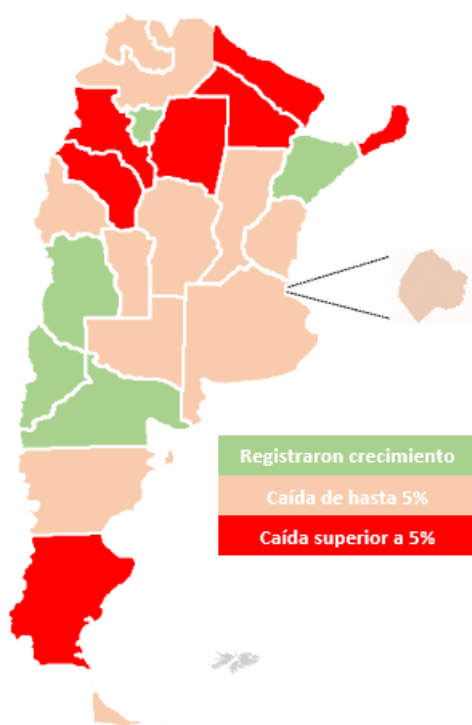 Registraron crecimiento
Caída de hasta 5%
Caída superior a 5%